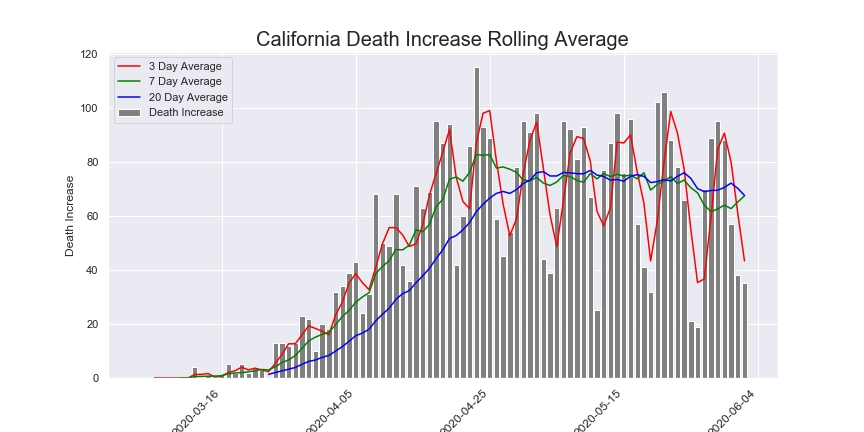 California Death Increase Rolling Average
3 Day Average
7 Day Average
20 Day Average
Death Increase
Death Increase
120
100
80
60
40
20
0
2020-03-16
2020-04-05
2020-04-25
2020-05-15
2020-06-04